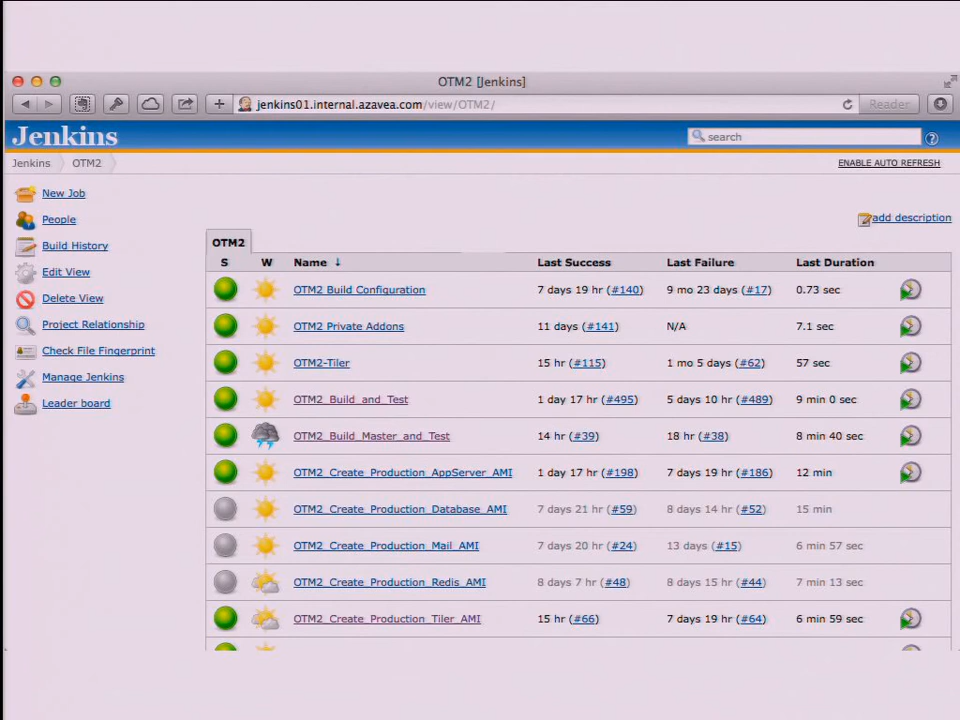 OTM2 [Jenkins]
jenkins01.internal.azavea.com/view/OTM2/
Reader
Jenkins
search
Jenkins OTM2
ENABLE AUTO REFRESH
New Job
People
Build History
Edit View
Delete View
Project Relationship
Check File Fingerprint
Manage Jenkins
Leader board
add description
OTM2
S W Name ↓ Last Success Last Failure Last Duration
OTM2 Build Configuration 7 days 19 hr (#140) 9 mo 23 days (#17) 0.73 sec
OTM2 Private Addons 11 days (#141) N/A 7.1 sec
OTM2-Tiler 15 hr (#115) 1 mo 5 days (#62) 57 sec
OTM2_Build_and_Test 1 day 17 hr (#495) 5 days 10 hr (#489) 9 min 0 sec
OTM2_Build_Master_and_Test 14 hr (#39) 18 hr (#38) 8 min 40 sec
OTM2_Create_Production_AppServer_AMI 1 day 17 hr (#198) 7 days 19 hr (#186) 12 min
OTM2_Create_Production_Database_AMI 7 days 21 hr (#59) 8 days 14 hr (#52) 15 min
OTM2_Create_Production_Mail_AMI 7 days 20 hr (#24) 13 days (#15) 6 min 57 sec
OTM2_Create_Production_Redis_AMI 8 days 7 hr (#48) 8 days 15 hr (#44) 7 min 13 sec
OTM2_Create_Production_Tiler_AMI 15 hr (#66) 7 days 19 hr (#64) 6 min 59 sec